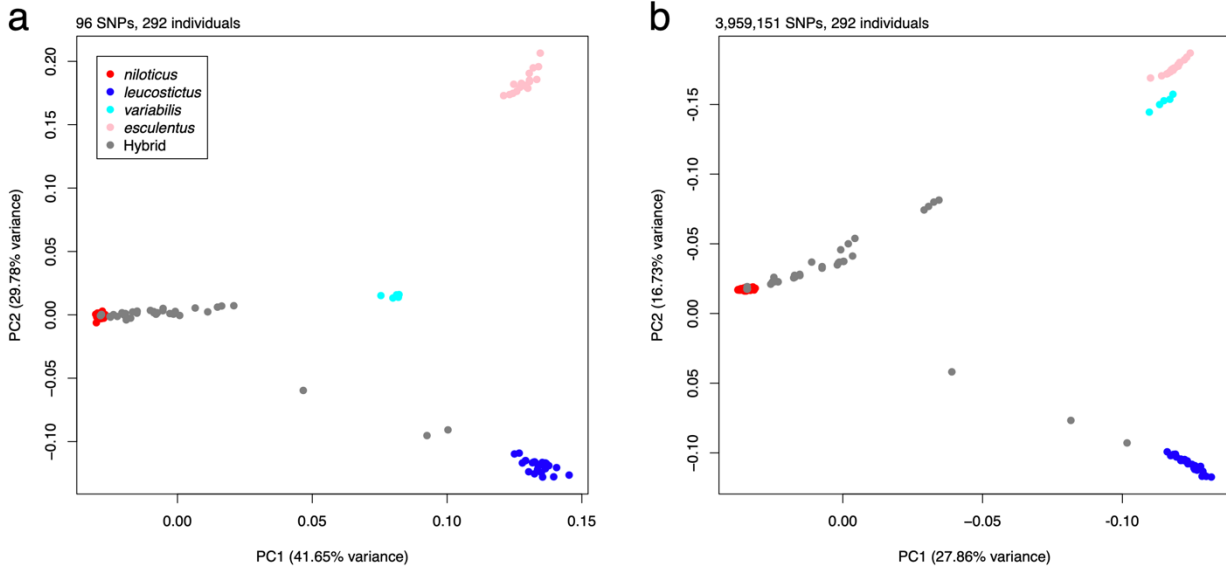 a
96 SNPs, 292 individuals
niloticus
leucostictus
variabilis
esculentus
Hybrid
0.20
0.15
0.10
0.05
0.00
−0.05
−0.10
PC2 (29.78% variance)
0.00
0.05
0.10
0.15
PC1 (41.65% variance)
b
3,959,151 SNPs, 292 individuals
−0.15
−0.10
−0.05
0.00
0.05
−0.10
PC2 (16.73% variance)
0.00
−0.05
−0.10
PC1 (27.86% variance)